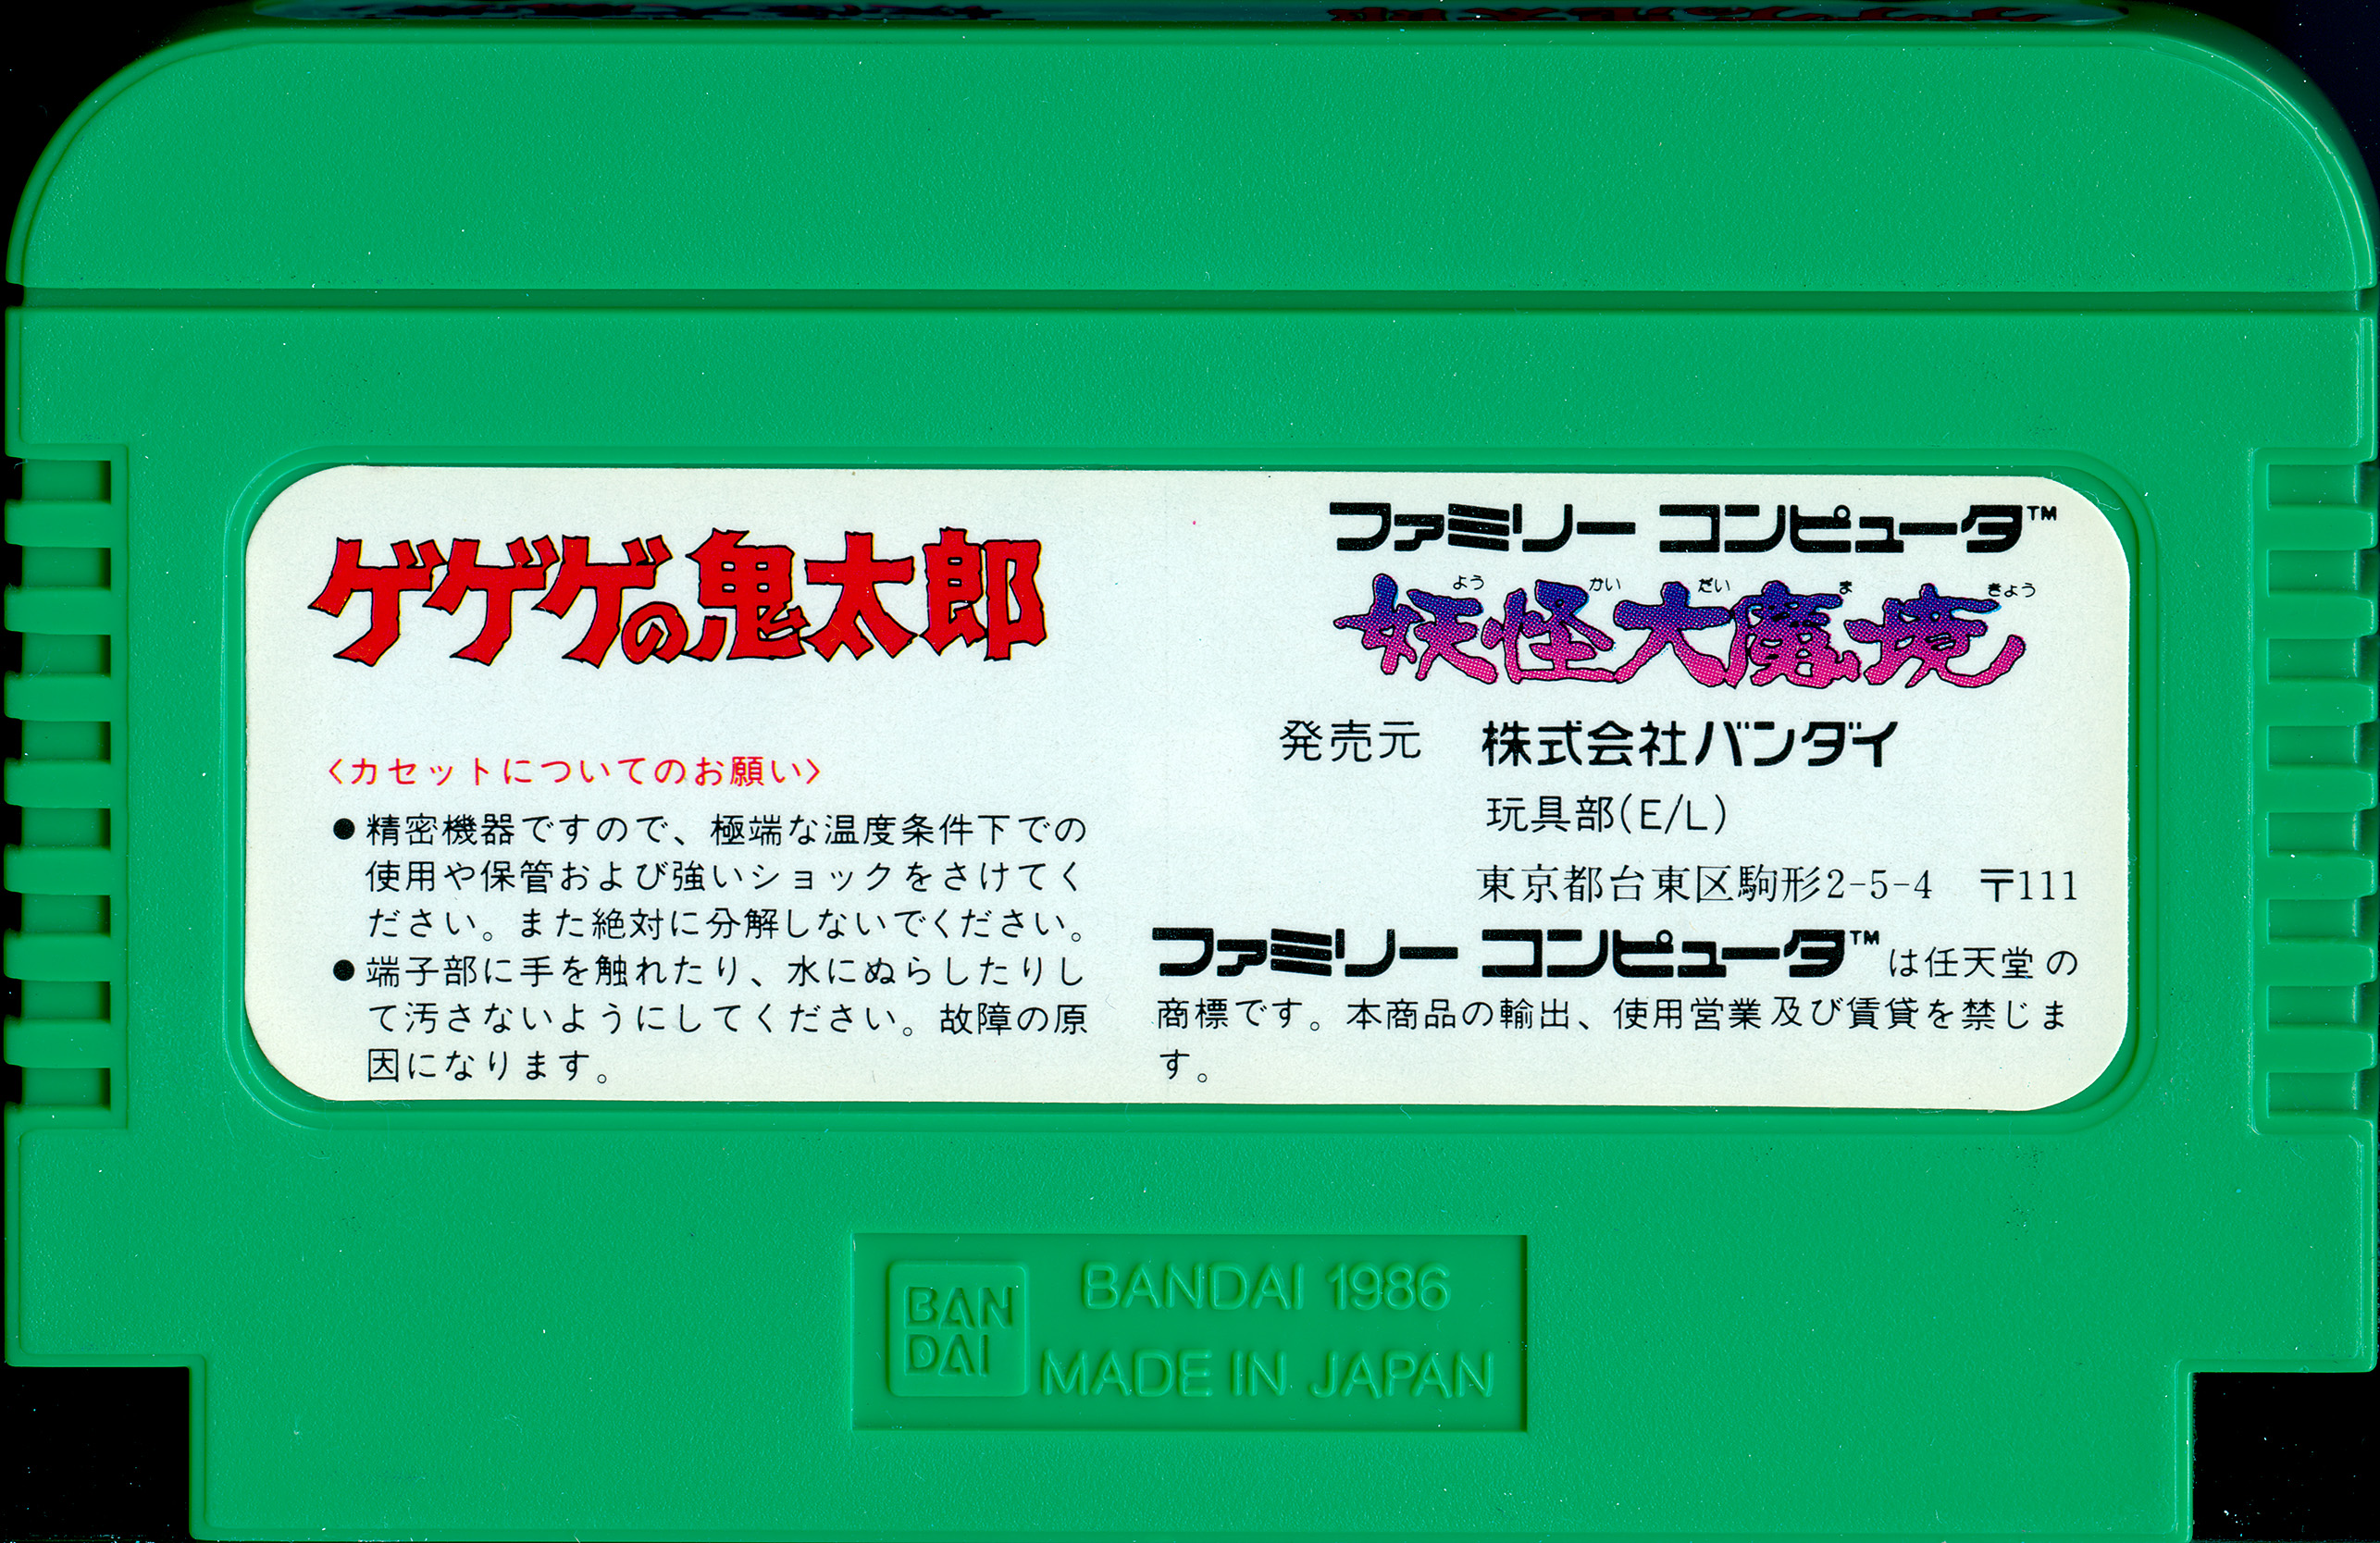 ゲゲゲの鬼太郎
<カセットについてのお願い>
●精密機器ですので、極端な温度条件下での
使用や保管および強いショックをさけてく
ださい。また絶対に分解しないでください。
●端子部に手を触れたり、水にぬらしたりし
て汚さないようにしてください。故障の原
因になります。
ファミリー コンピュータ™
よう かい だい ま きょう
妖怪大魔境
発売元 株式会社バンダイ
玩具部(E/L)
東京都台東区駒形2-5-4 〒111
ファミリー コンピュータ™は任天堂の
商標です。本商品の輸出、使用営業及び賃貸を禁じま
す。
BAN
DAI
BANDAI 1986
MADE IN JAPAN